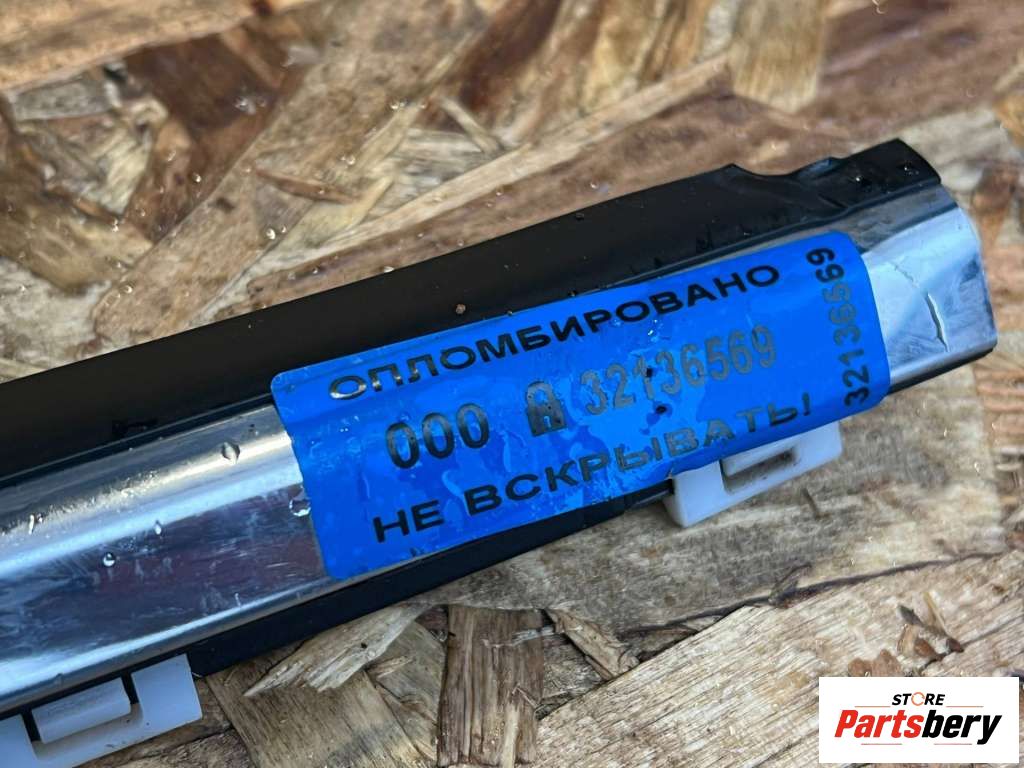 ОПЛОМБИРОВАНО
000 32136569
НЕ ВСКРЫВАТЬ!
32136569
STORE
Partsbery